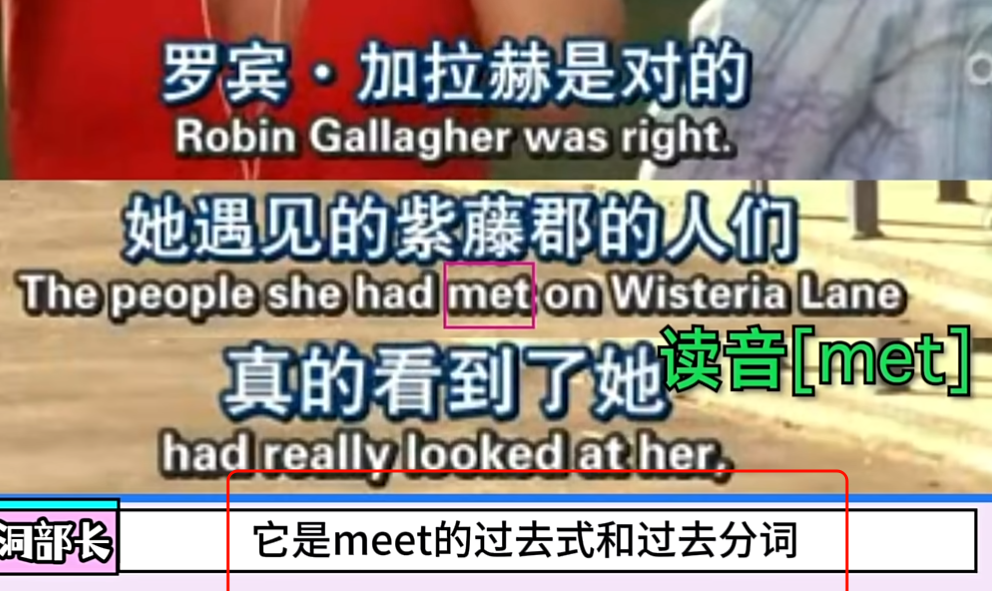 罗宾·加拉赫是对的
Robin Gallagher was right.
她遇见的紫藤郡的人们
The people she had met on Wisteria Lane
真的看到了她
读音[met]
had really looked at her,
洞部长
它是meet的过去式和过去分词